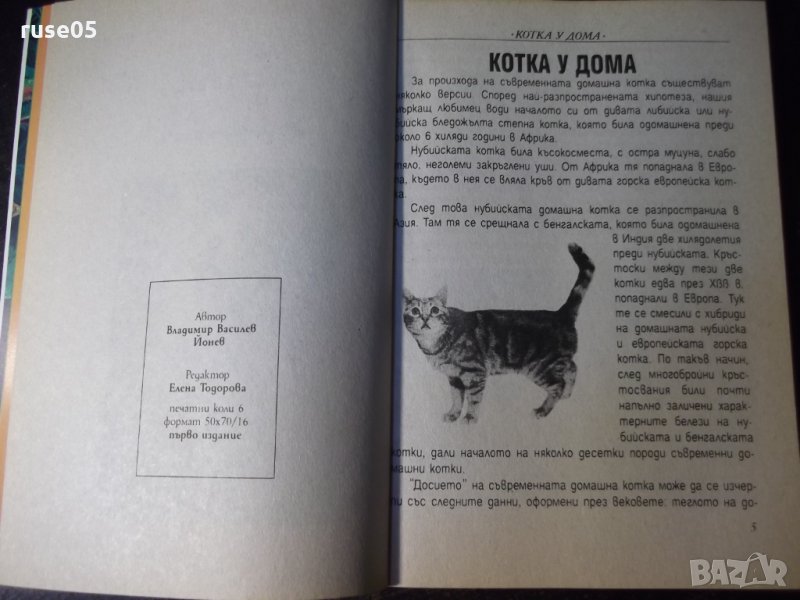 ruse05
Автор
Владимир Василев
Йонев
Редактор
Елена Тодорова
печатни коли 6
формат 50x70/16
първо издание
·КОТКА У ДОМА·
КОТКА У ДОМА
За произхода на съвременната домашна котка съществуват
няколко версии. Според най-разпространената хипотеза, нашия
мъркащ любимец води началото си от дивата либийска или ну-
бийска бледожълта степна котка, която била одомашнена преди
около 6 хиляди години в Африка.
Нубийската котка била късокосместа, с остра муцуна, слабо
тяло, неголеми закръглени уши. От Африка тя попаднала в Евро-
па, където в нея се вляла кръв от дивата горска европейска кот-
ка.
След това нубийската домашна котка се разпространила в
Азия. Там тя се срещнала с бенгалската, която била одомашнена
в Индия две хилядолетия
преди нубийската. Кръс-
тоски между тези две
котки едва през XVIII в.
попаднали в Европа. Тук
те се смесили с хибриди
на домашната нубийска
и европейската горска
котка. По такъв начин,
след многобройни кръс-
тосвания били почти
напълно заличени харак-
терните белези на ну-
бийската и бенгалската
котки, дали началото на няколко десетки породи съвременни до-
машни котки.
"Досието" на съвременната домашна котка може да се изчер-
пи със следните данни, оформени през вековете: теглото на до-
5
BAZAR